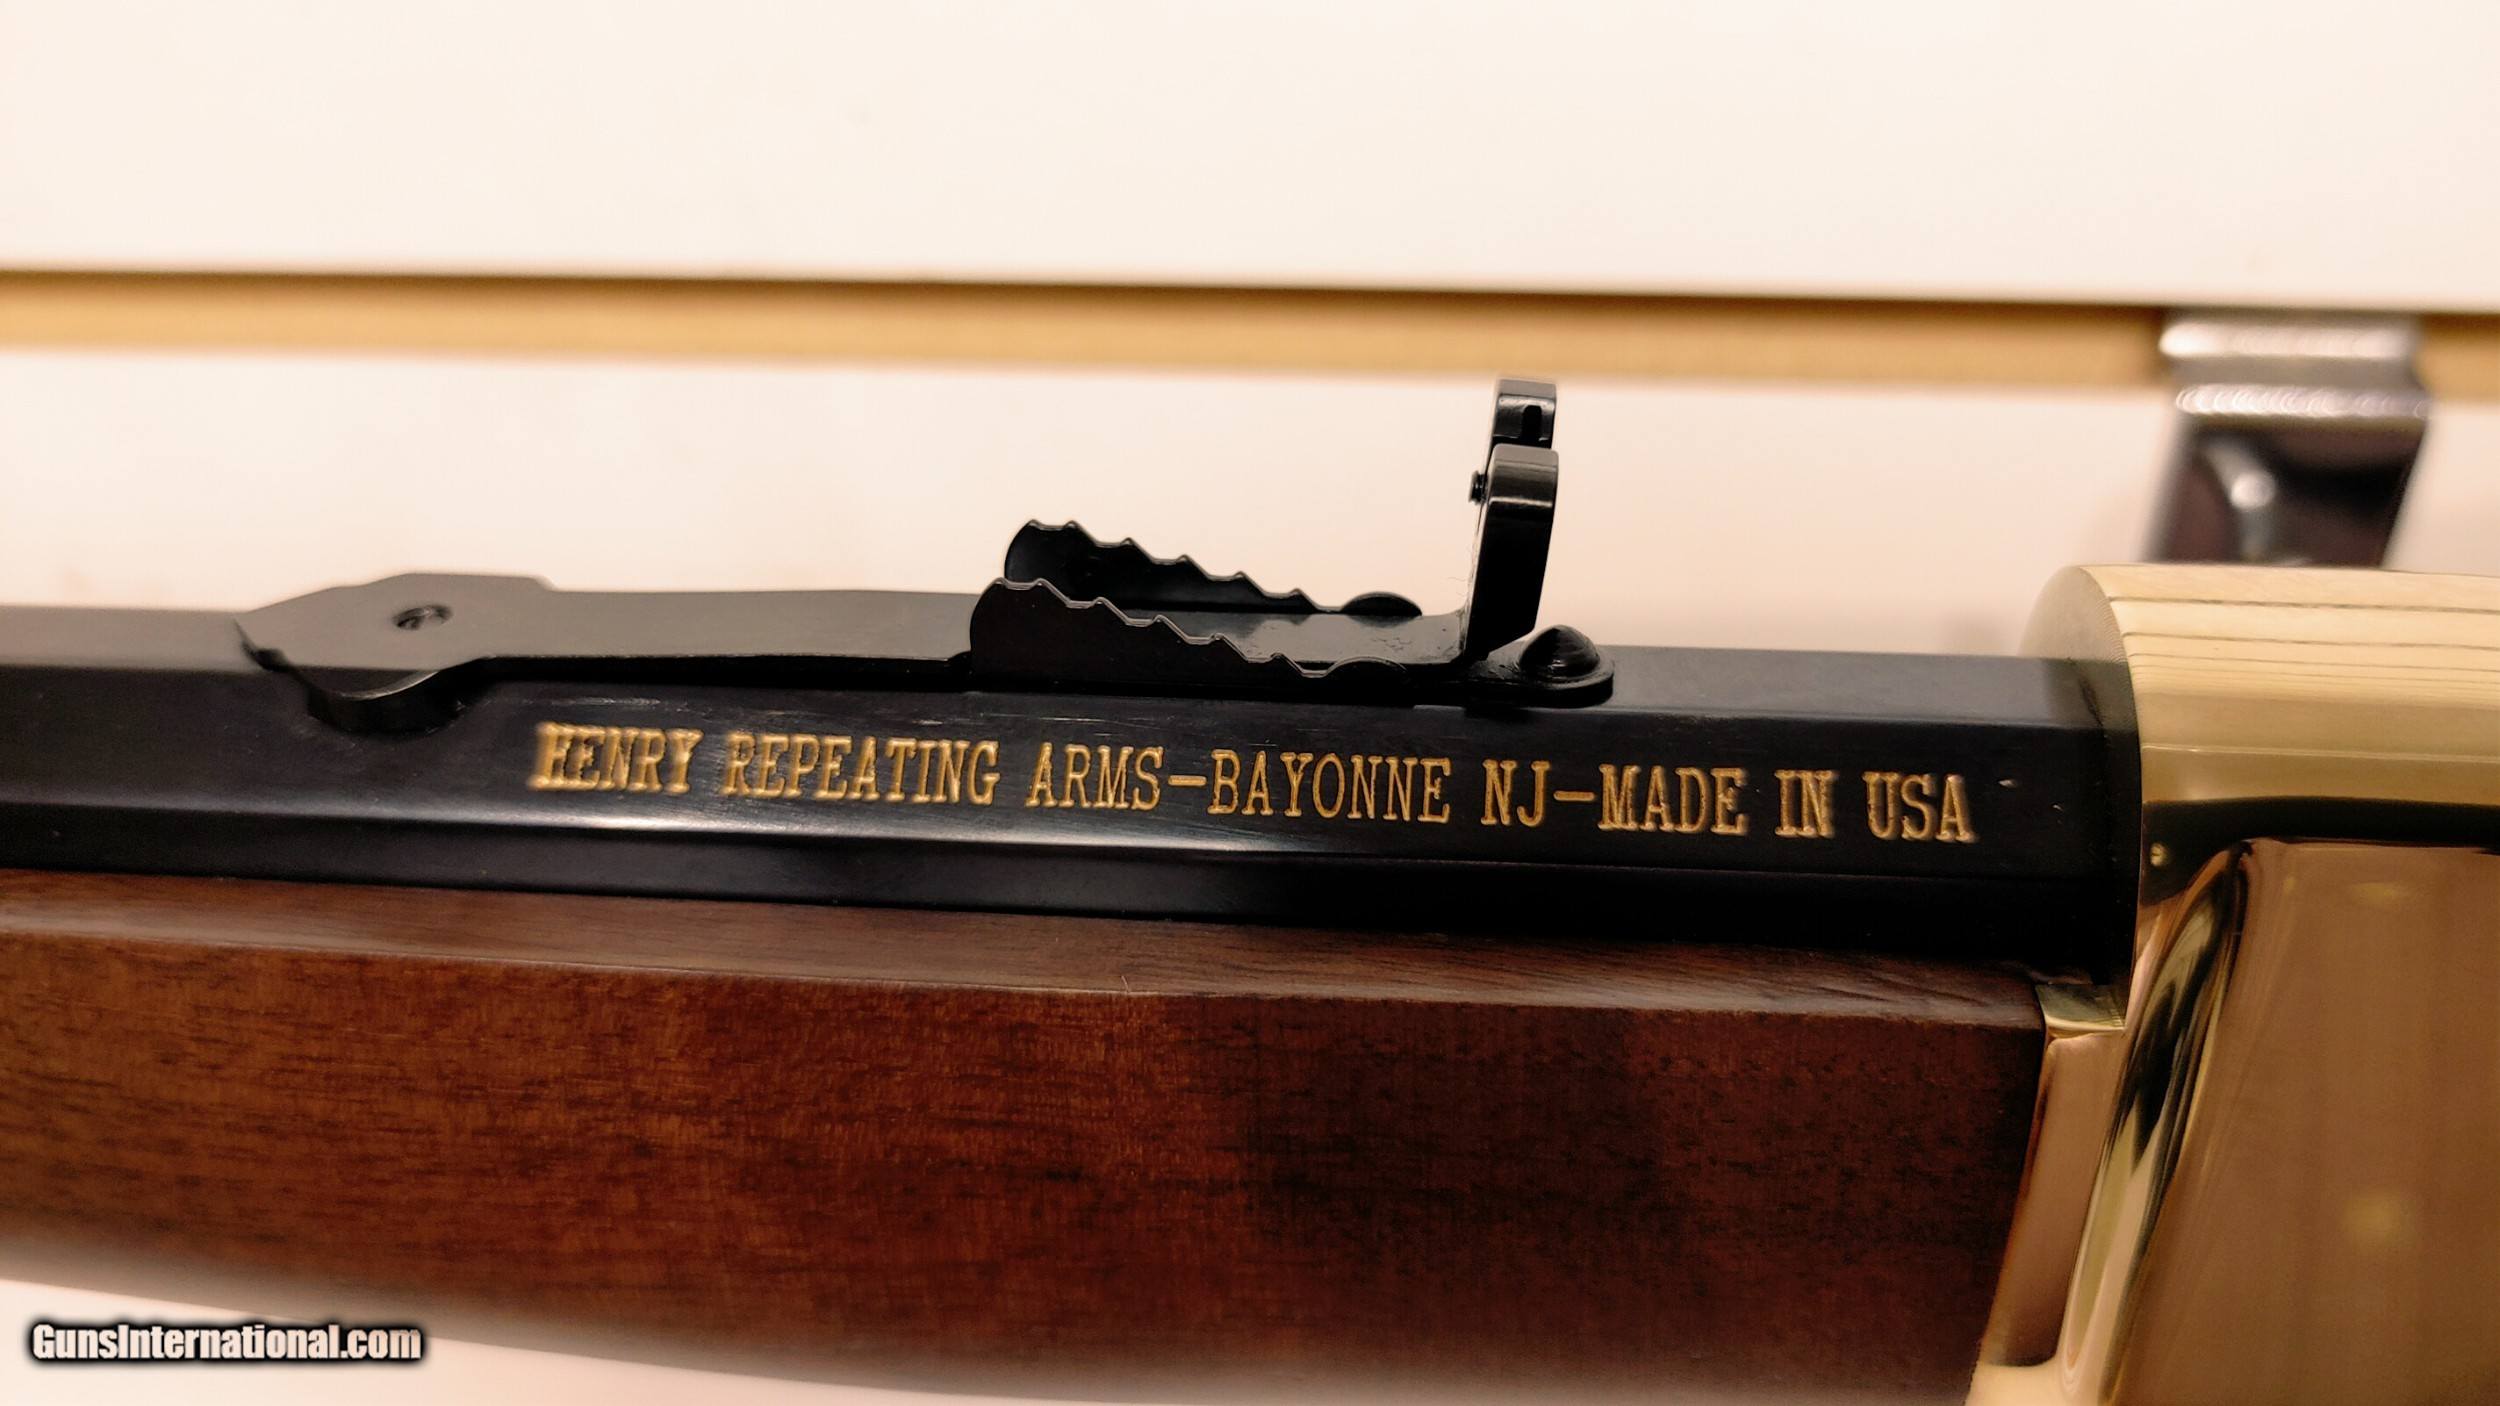 HENRY REPEATING ARMS-BAYONNE NJ-MADE IN USA
GunsInternational.com